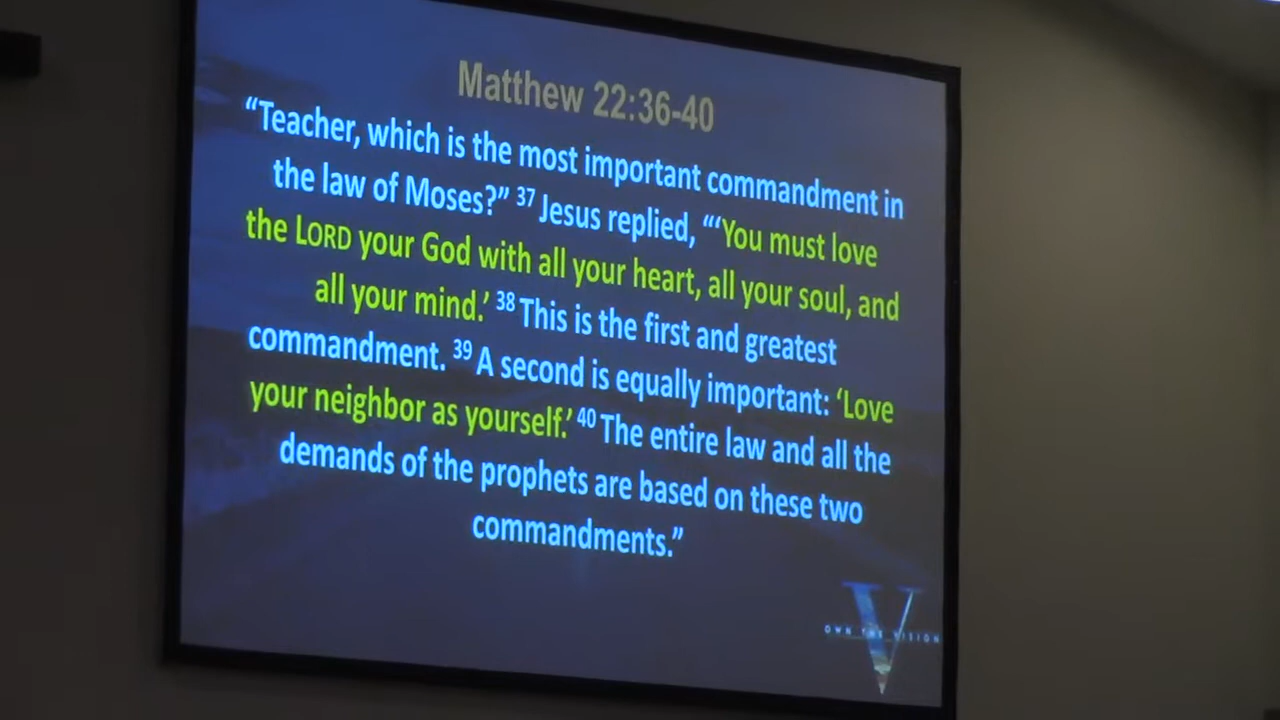 Matthew 22:36-40
“Teacher, which is the most important commandment in
the law of Moses?” 37 Jesus replied, “‘You must love
the LORD your God with all your heart, all your soul, and
all your mind.’ 38 This is the first and greatest
commandment. 39 A second is equally important: ‘Love
your neighbor as yourself.’ 40 The entire law and all the
demands of the prophets are based on these two
commandments.”
V
OWN THE VISION